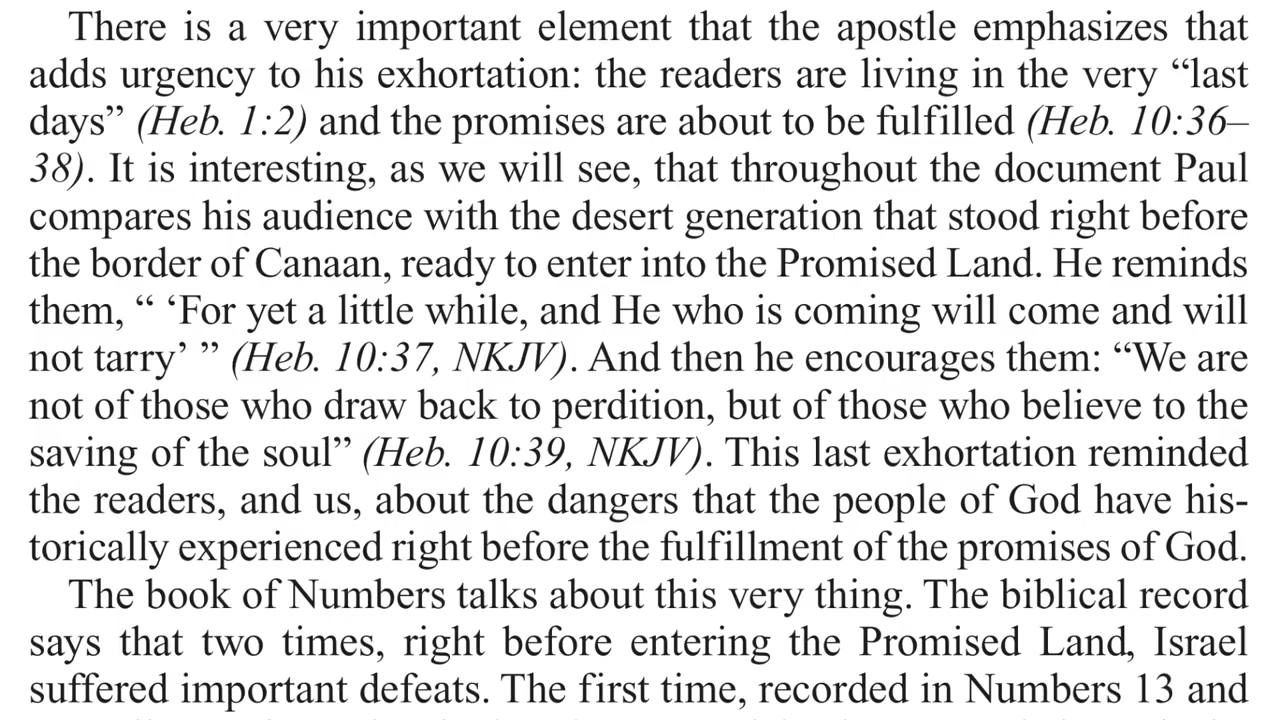 There is a very important element that the apostle emphasizes that
adds urgency to his exhortation: the readers are living in the very “last
days” (Heb. 1:2) and the promises are about to be fulfilled (Heb. 10:36–
38). It is interesting, as we will see, that throughout the document Paul
compares his audience with the desert generation that stood right before
the border of Canaan, ready to enter into the Promised Land. He reminds
them, “ ‘For yet a little while, and He who is coming will come and will
not tarry’ ” (Heb. 10:37, NKJV). And then he encourages them: “We are
not of those who draw back to perdition, but of those who believe to the
saving of the soul” (Heb. 10:39, NKJV). This last exhortation reminded
the readers, and us, about the dangers that the people of God have his-
torically experienced right before the fulfillment of the promises of God.
The book of Numbers talks about this very thing. The biblical record
says that two times, right before entering the Promised Land, Israel
suffered important defeats. The first time, recorded in Numbers 13 and